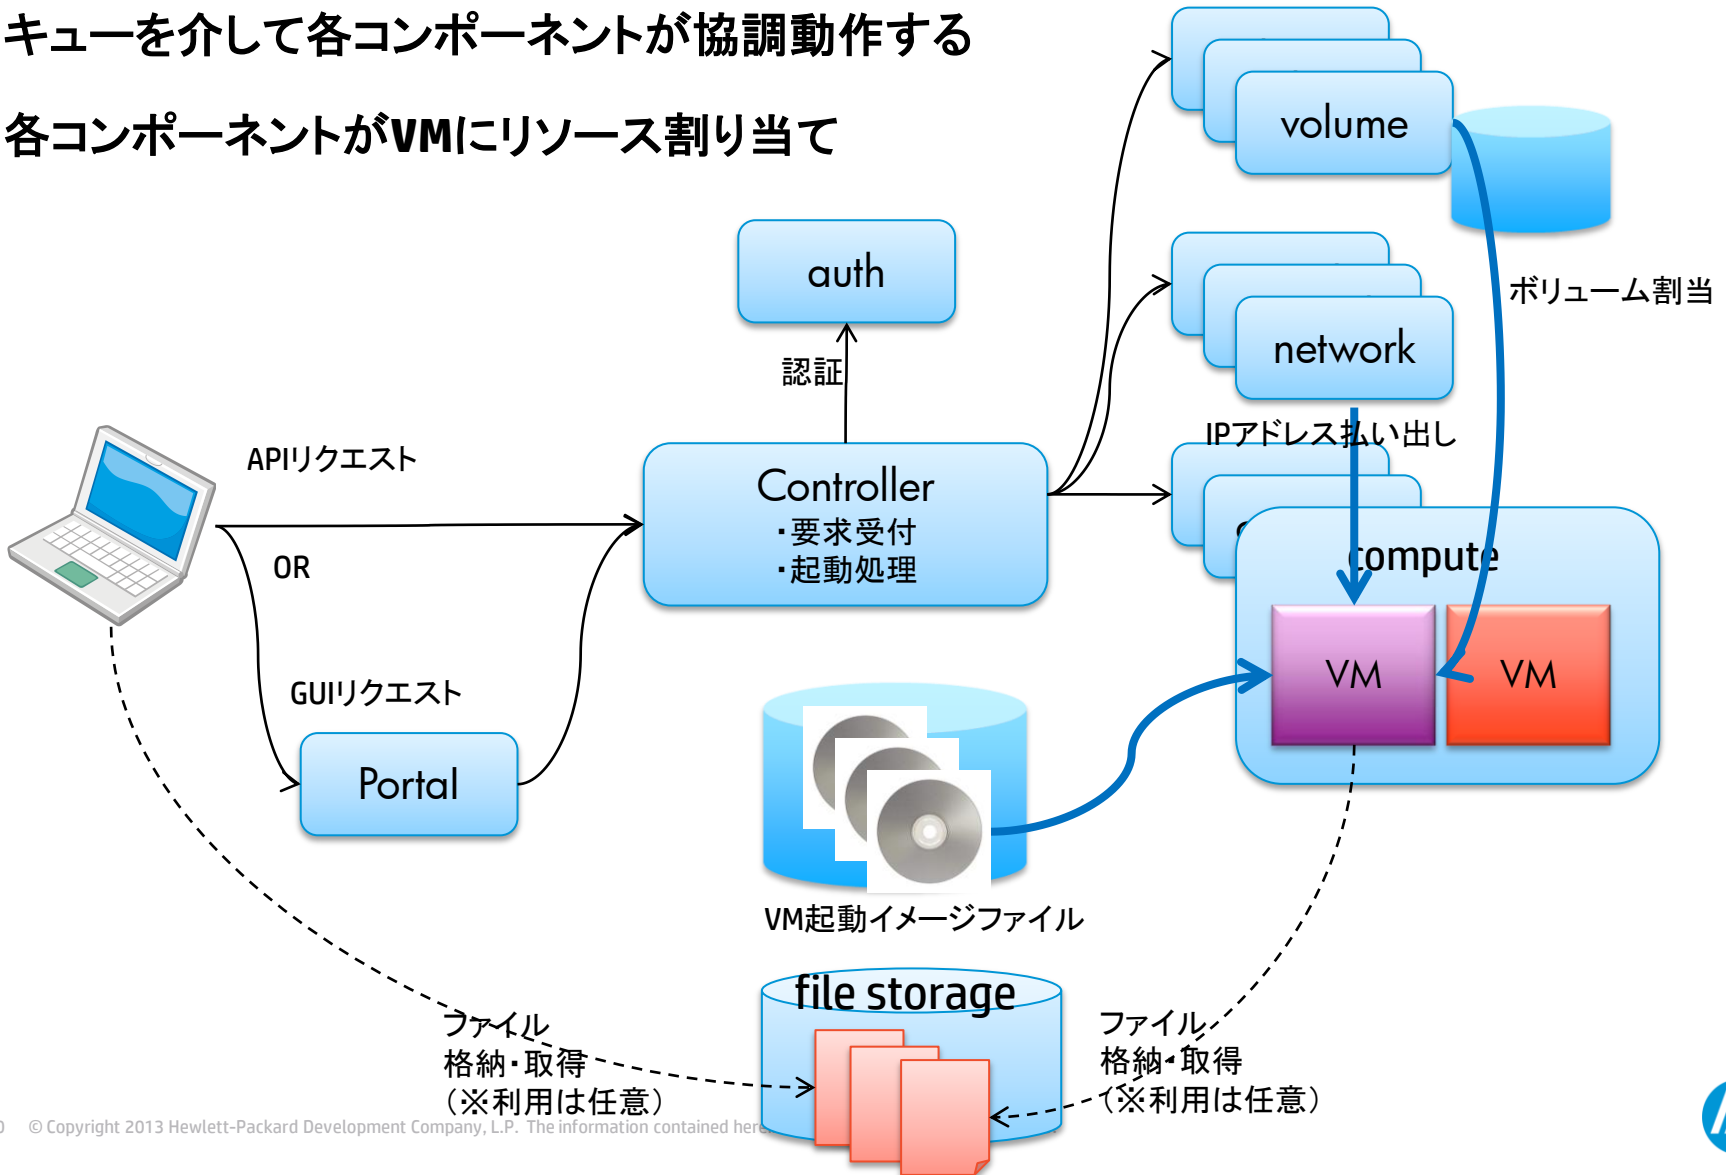 キューを介して各コンポーネントが協調動作する
各コンポーネントがVMにリソース割り当て
volume
auth
ボリューム割当
network
認証
IPアドレス払い出し
APIリクエスト
Controller
・要求受付
・起動処理
OR
compute
VM
VM
GUIリクエスト
Portal
VM起動イメージファイル
file storage
ファイル
格納・取得
(※利用は任意)
ファイル
格納・取得
(※利用は任意)
© Copyright 2013 Hewlett-Packard Development Company, L.P. The information contained